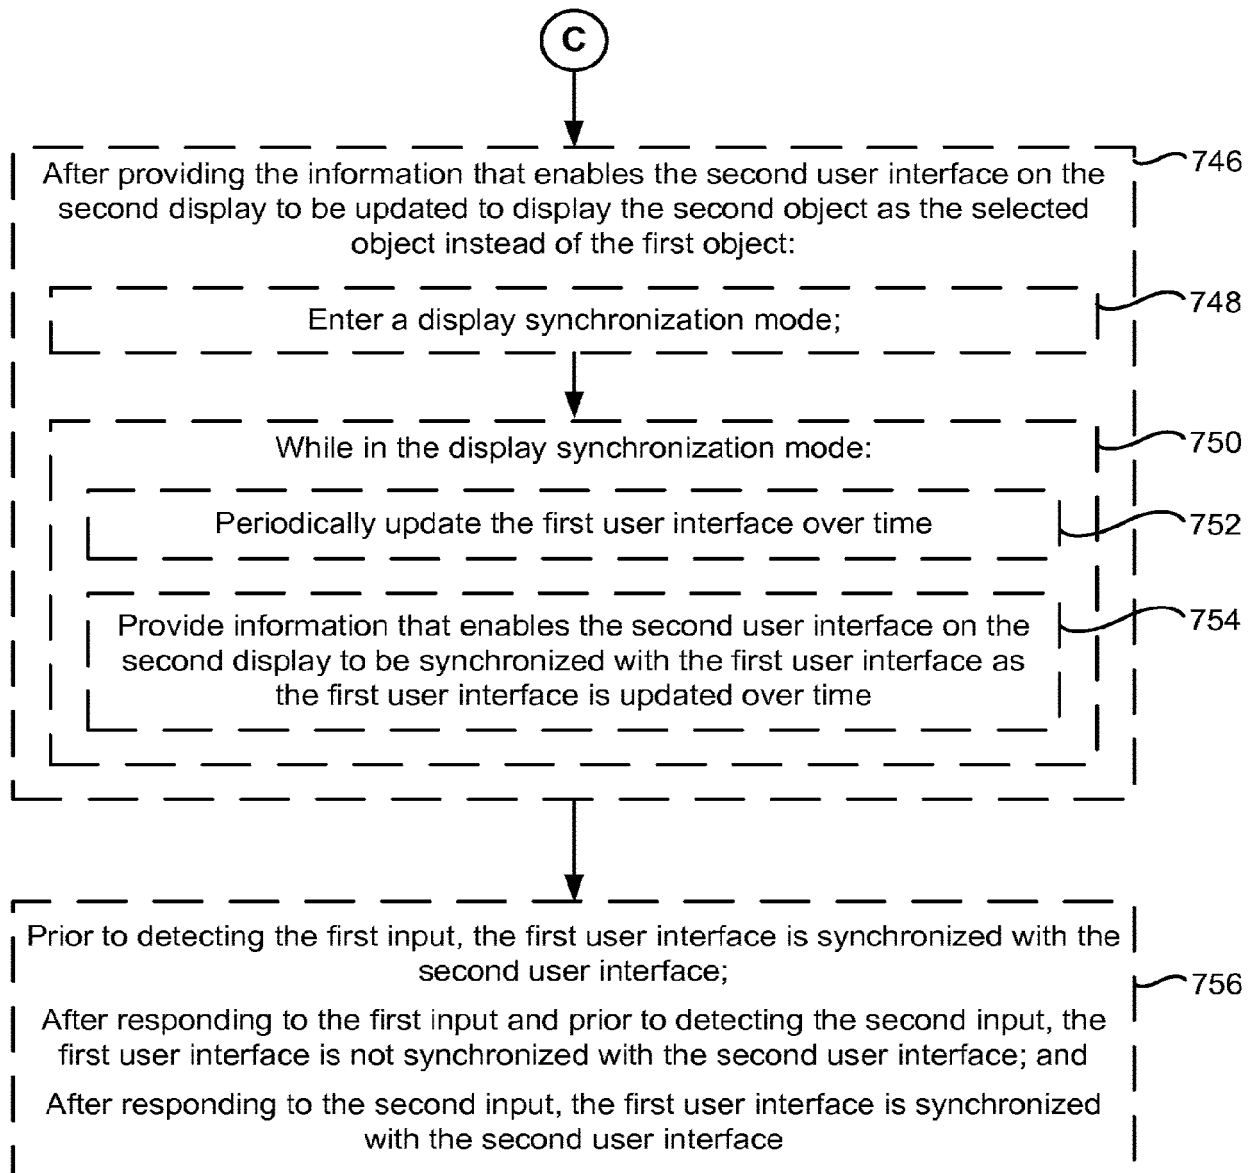 C
After providing the information that enables the second user interface on the
second display to be updated to display the second object as the selected
object instead of the first object:
746
Enter a display synchronization mode;
748
While in the display synchronization mode:
750
Periodically update the first user interface over time
752
Provide information that enables the second user interface on the
second display to be synchronized with the first user interface as
the first user interface is updated over time
754
Prior to detecting the first input, the first user interface is synchronized with the
second user interface;
After responding to the first input and prior to detecting the second input, the
first user interface is not synchronized with the second user interface; and
After responding to the second input, the first user interface is synchronized
with the second user interface
756